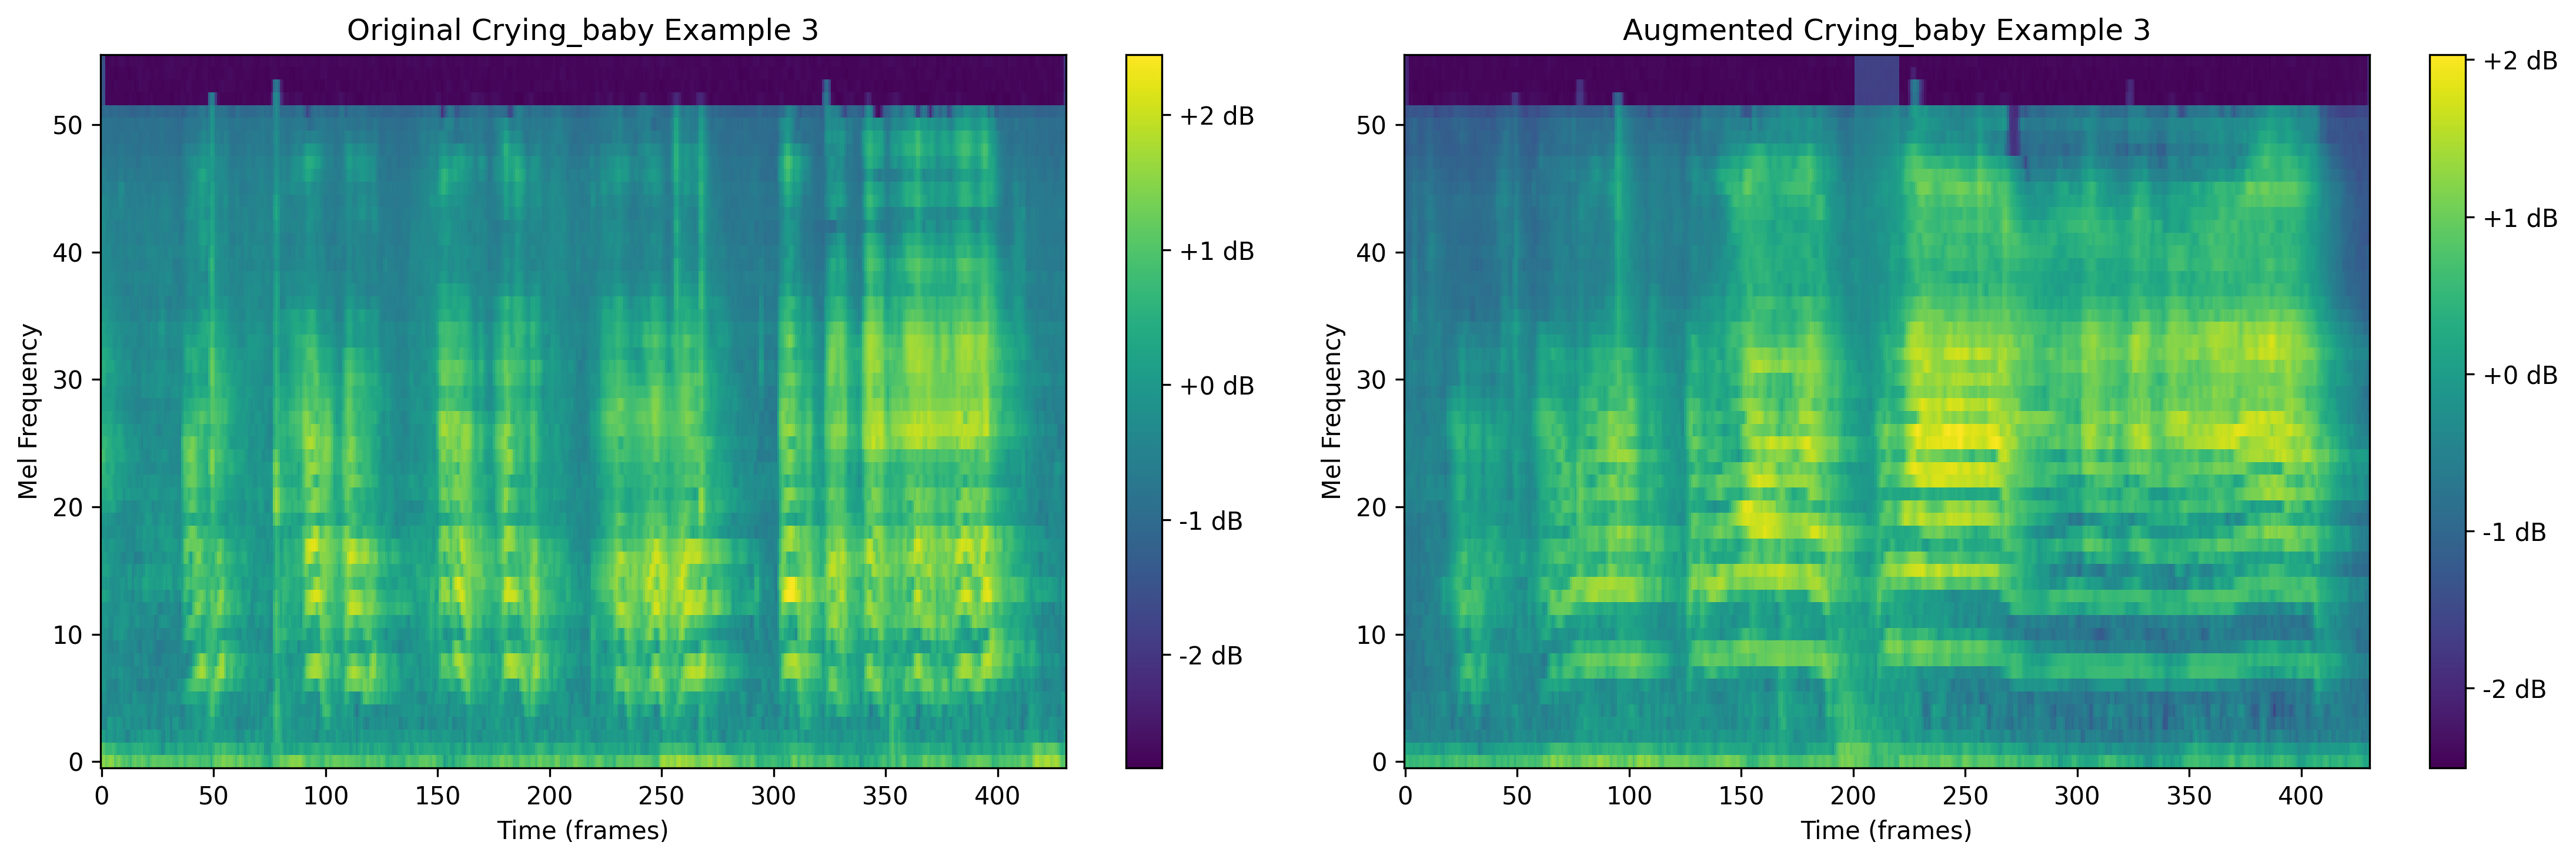 Original Crying_baby Example 3
Mel Frequency
50
40
30
20
10
0
0 50 100 150 200 250 300 350 400
Time (frames)
+2 dB
+1 dB
+0 dB
-1 dB
-2 dB
Augmented Crying_baby Example 3
Mel Frequency
50
40
30
20
10
0
0 50 100 150 200 250 300 350 400
Time (frames)
+2 dB
+1 dB
+0 dB
-1 dB
-2 dB